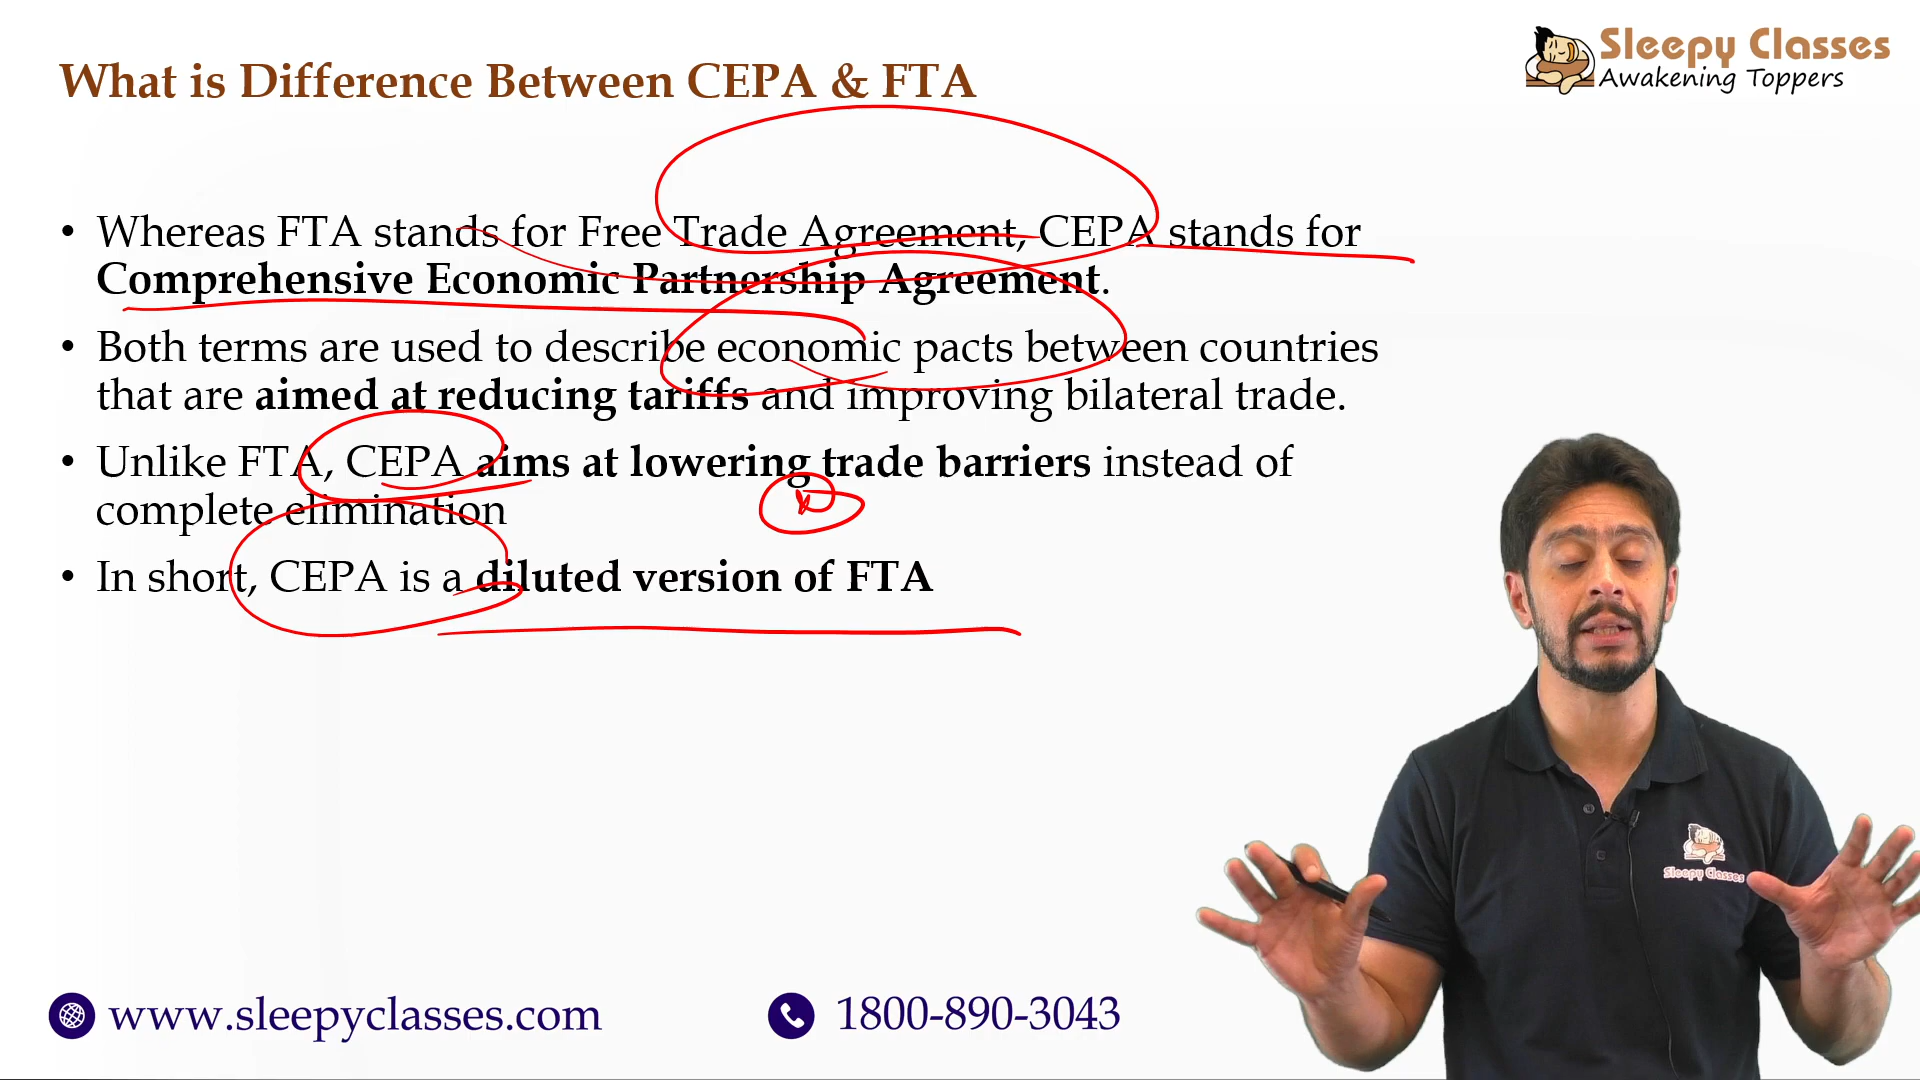 Sleepy Classes
Awakening Toppers
What is Difference Between CEPA & FTA
• Whereas FTA stands for Free Trade Agreement, CEPA stands for
Comprehensive Economic Partnership Agreement.
• Both terms are used to describe economic pacts between countries
that are aimed at reducing tariffs and improving bilateral trade.
• Unlike FTA, CEPA aims at lowering trade barriers instead of
complete elimination
• In short, CEPA is a diluted version of FTA
Sleepy Classes
www.sleepyclasses.com
1800-890-3043